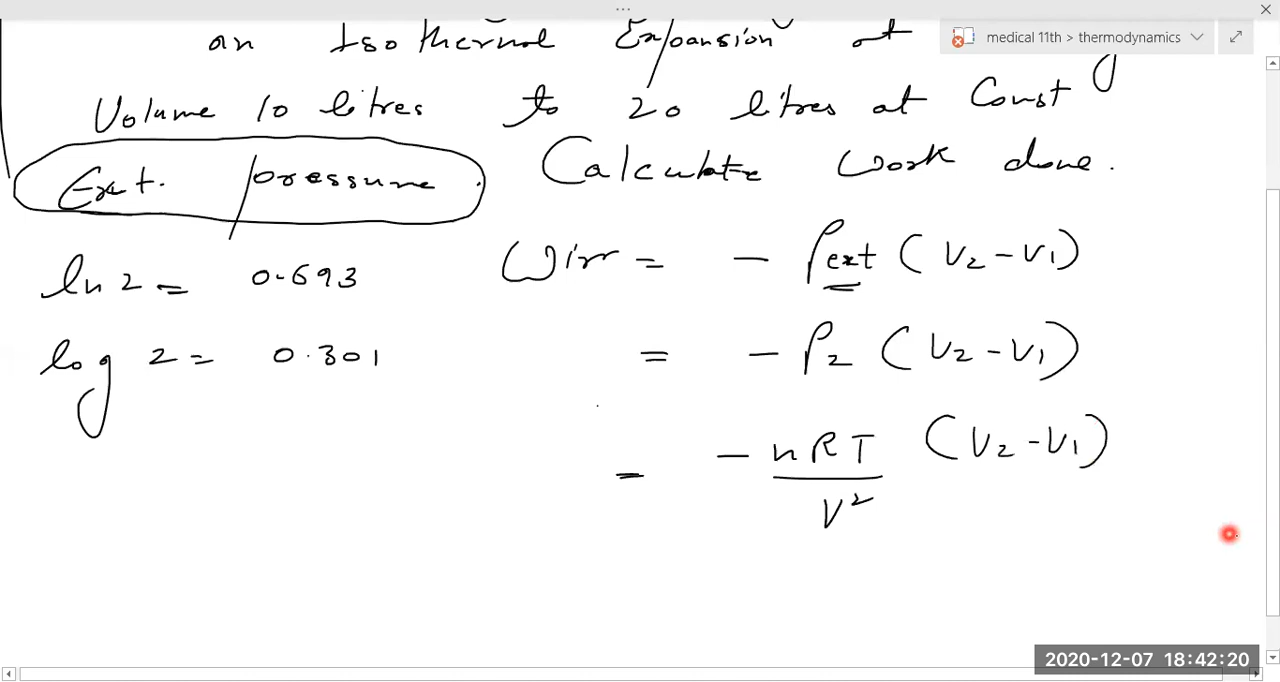 ...
medical 11th > thermodynamics
an Isothermal Expansion at
Volume 10 litres to 20 litres at Const
Ext. pressure. Calculate Work done.
ln 2 = 0.693
Wirr = - Pext (V2-V1)
log 2 = 0.301
= - P2 (V2-V1)
= - nRT/V2 (V2-V1)
2020-12-07 18:42:20